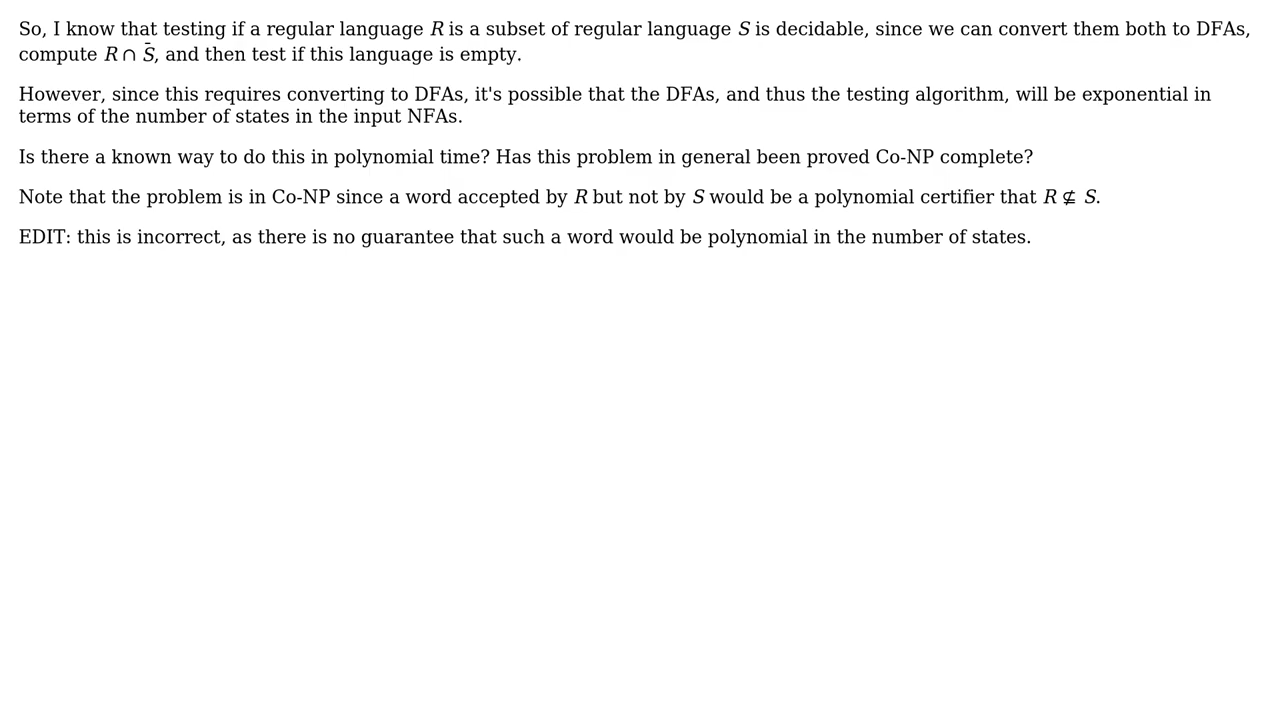 So, I know that testing if a regular language R is a subset of regular language S is decidable, since we can convert them both to DFAs,
compute R ∩ S̄, and then test if this language is empty.
However, since this requires converting to DFAs, it's possible that the DFAs, and thus the testing algorithm, will be exponential in
terms of the number of states in the input NFAs.
Is there a known way to do this in polynomial time? Has this problem in general been proved Co-NP complete?
Note that the problem is in Co-NP since a word accepted by R but not by S would be a polynomial certifier that R ⊈ S.
EDIT: this is incorrect, as there is no guarantee that such a word would be polynomial in the number of states.